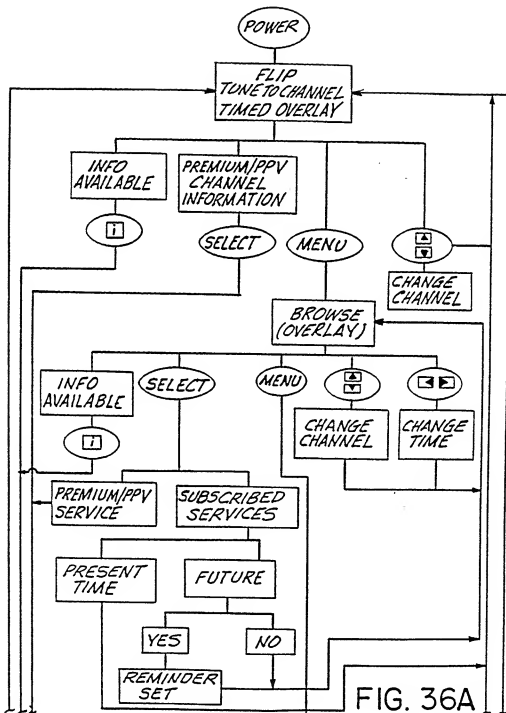 POWER
FLIP
TUNE TO CHANNEL
TIMED OVERLAY
INFO
AVAILABLE
i
PREMIUM/PPV
CHANNEL
INFORMATION
SELECT
MENU
CHANGE
CHANNEL
BROWSE
(OVERLAY)
INFO
AVAILABLE
i
SELECT
MENU
CHANGE
CHANNEL
CHANGE
TIME
PREMIUM/PPV
SERVICE
SUBSCRIBED
SERVICES
PRESENT
TIME
FUTURE
YES
NO
REMINDER
SET
FIG. 36A